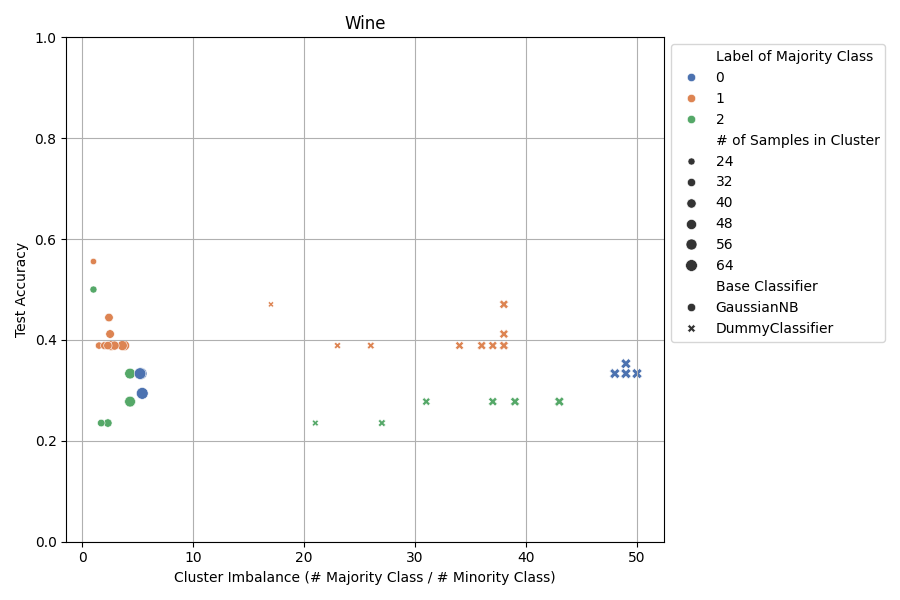 Wine
1.0
0.8
0.6
0.4
0.2
0.0
Test Accuracy
0 10 20 30 40 50
Cluster Imbalance (# Majority Class / # Minority Class)
Label of Majority Class
0
1
2
# of Samples in Cluster
24
32
40
48
56
64
Base Classifier
GaussianNB
DummyClassifier